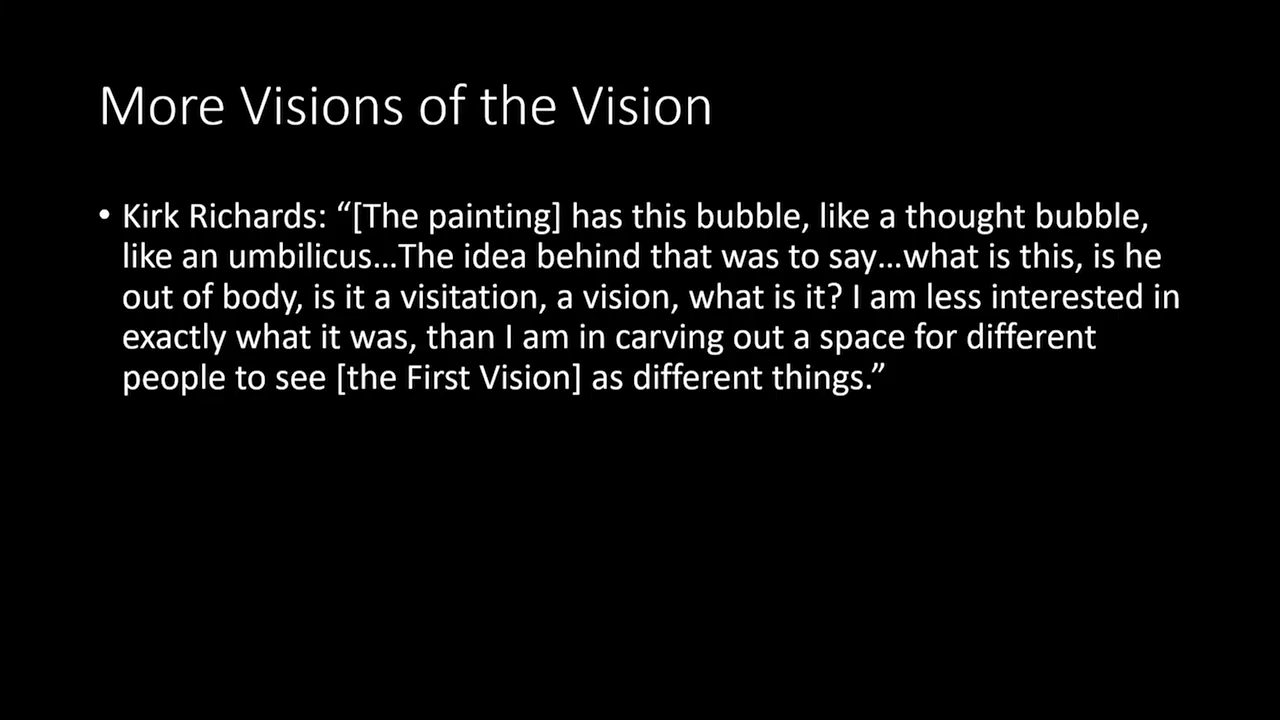 More Visions of the Vision
• Kirk Richards: “[The painting] has this bubble, like a thought bubble,
like an umbilicus…The idea behind that was to say…what is this, is he
out of body, is it a visitation, a vision, what is it? I am less interested in
exactly what it was, than I am in carving out a space for different
people to see [the First Vision] as different things.”